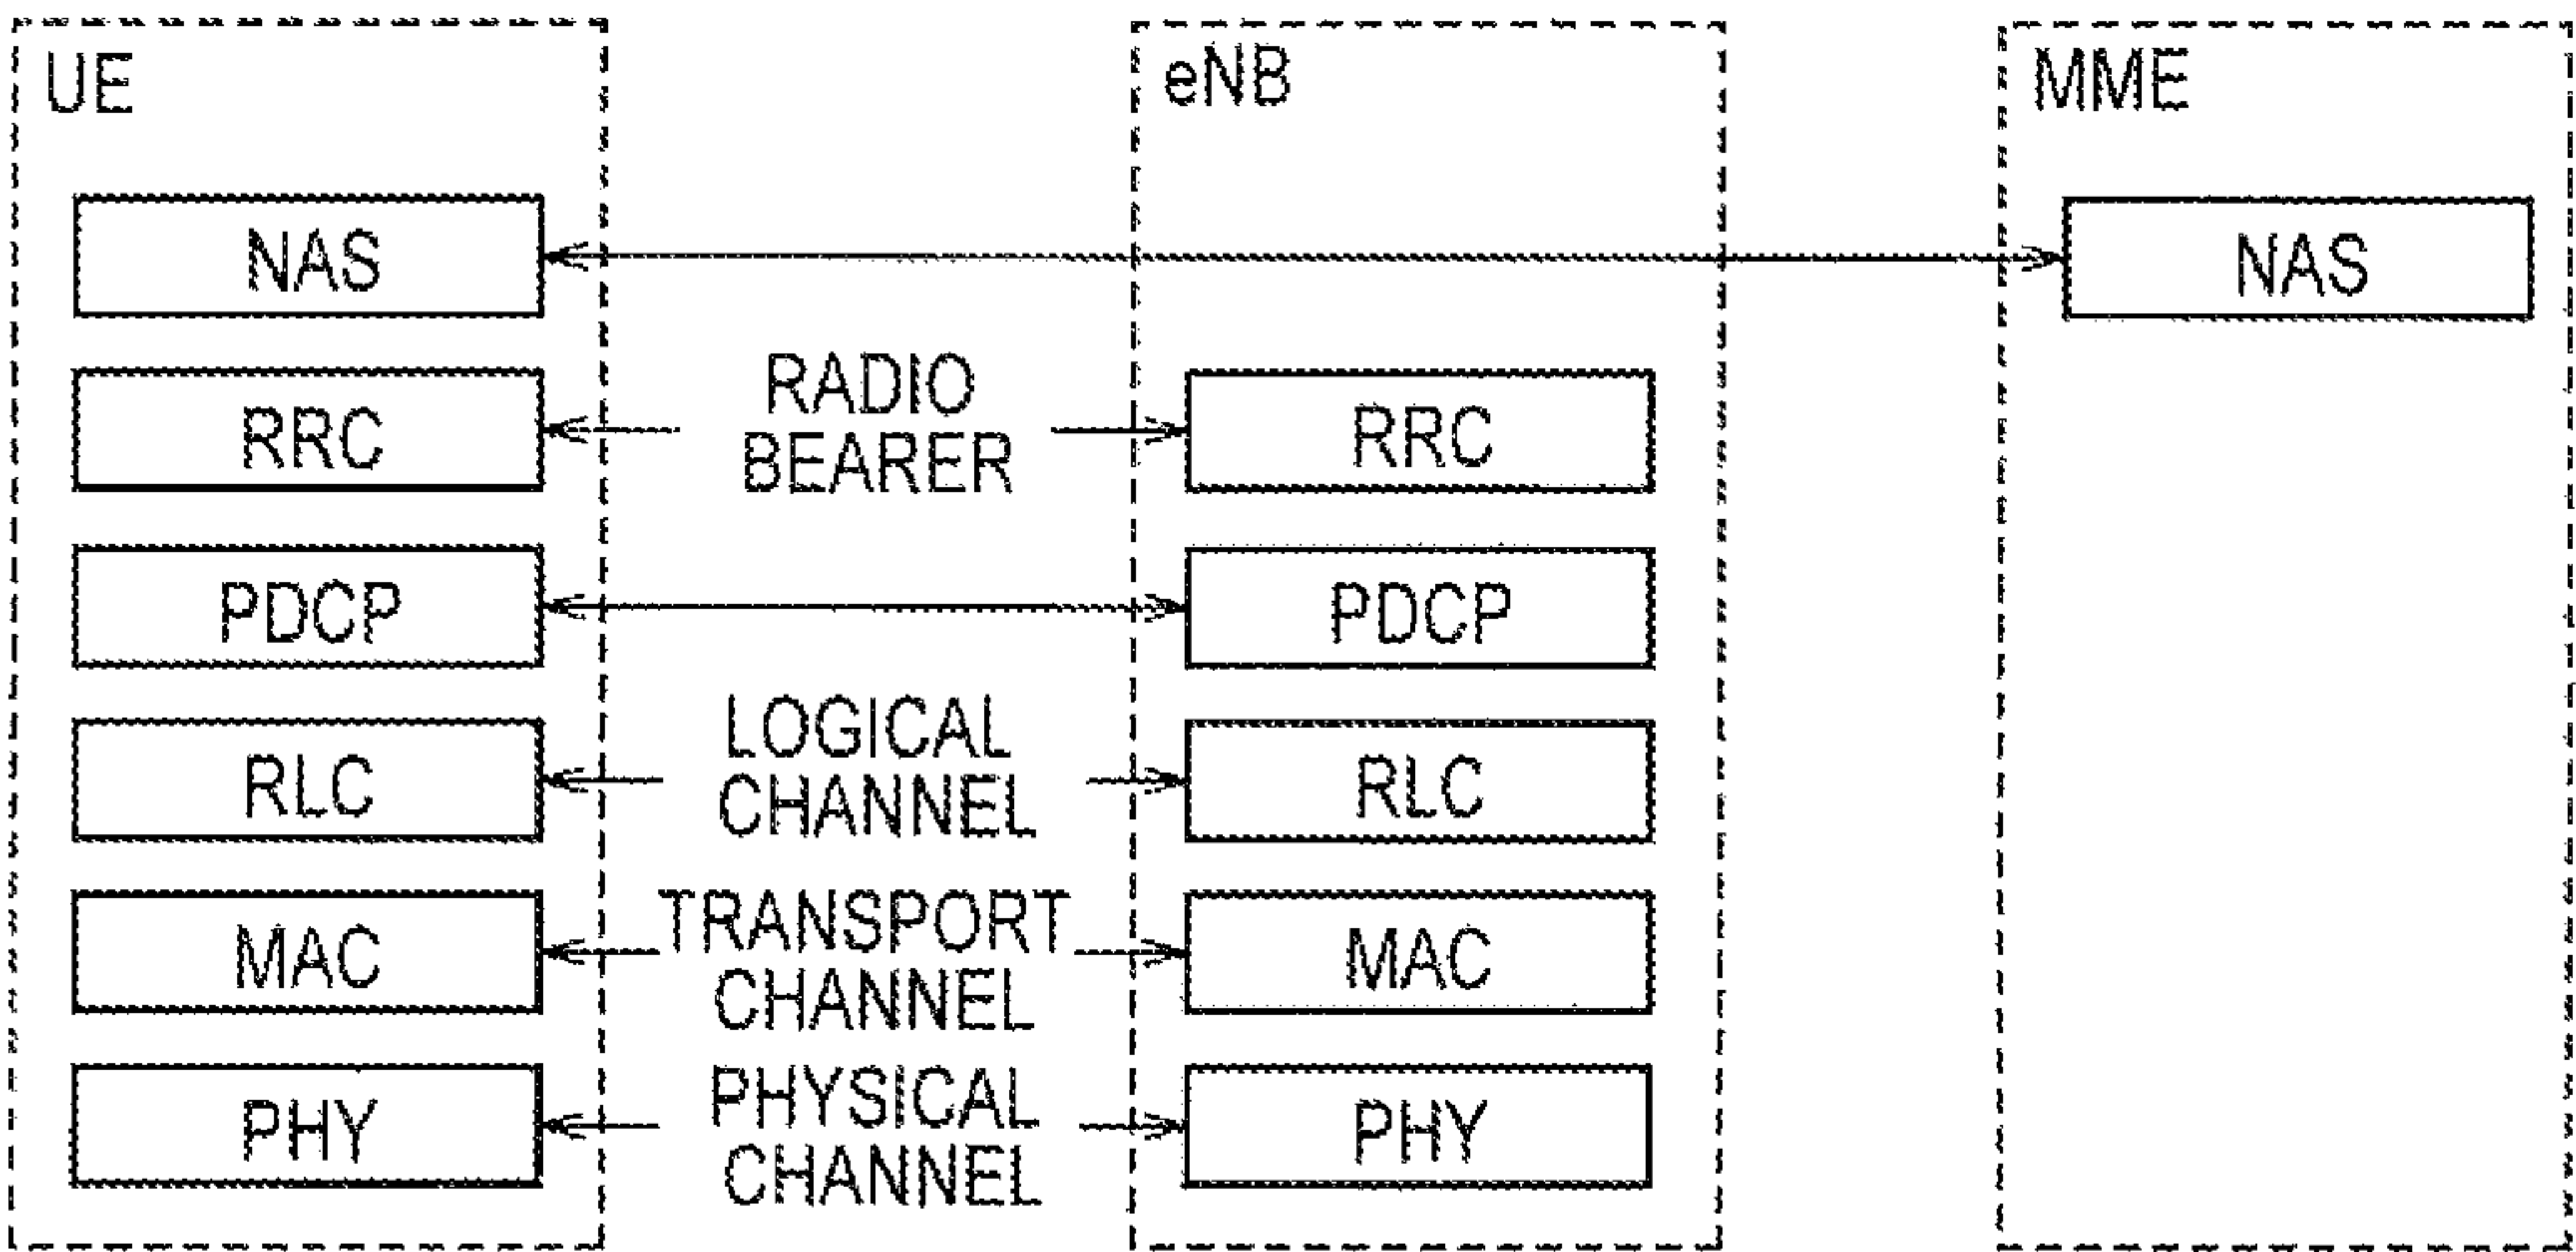 UE
eNB
MME
NAS
NAS
RRC
RADIO
BEARER
RRC
PDCP
PDCP
RLC
LOGICAL
CHANNEL
RLC
MAC
TRANSPORT
CHANNEL
MAC
PHY
PHYSICAL
CHANNEL
PHY